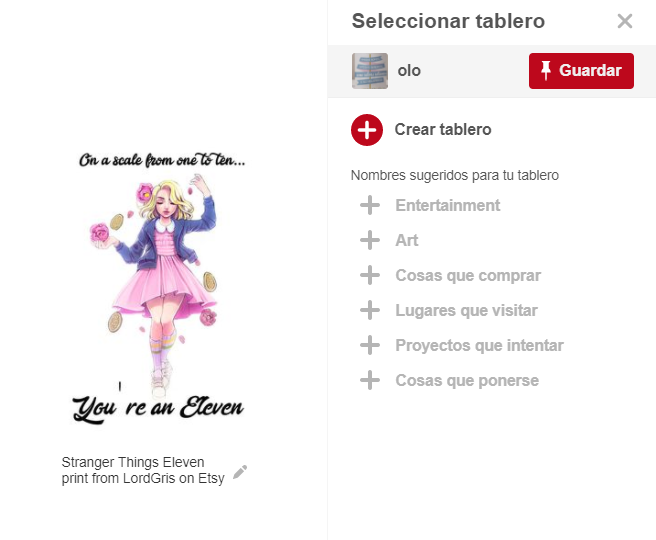 On a scale from one to ten...
You're an Eleven
Stranger Things Eleven
print from LordGris on Etsy
Seleccionar tablero
olo
Guardar
Crear tablero
Nombres sugeridos para tu tablero
Entertainment
Art
Cosas que comprar
Lugares que visitar
Proyectos que intentar
Cosas que ponerse